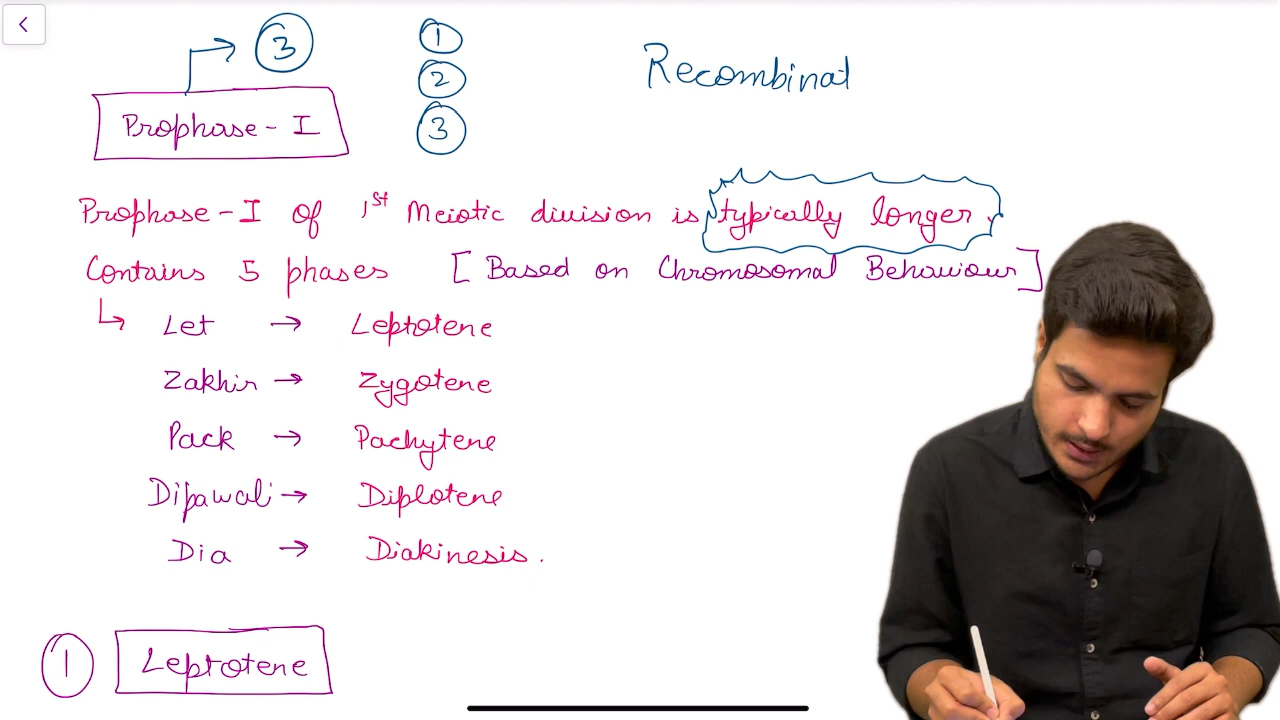 3
1
2
3
Recombinat
Prophase - I
Prophase - I of 1st Meiotic division is typically longer.
Contains 5 phases [Based on Chromosomal Behaviour]
Let → Leptotene
Zakhir → Zygotene
Pack → Pachytene
Dipawali → Diplotene
Dia → Diakinesis.
1 Leptotene